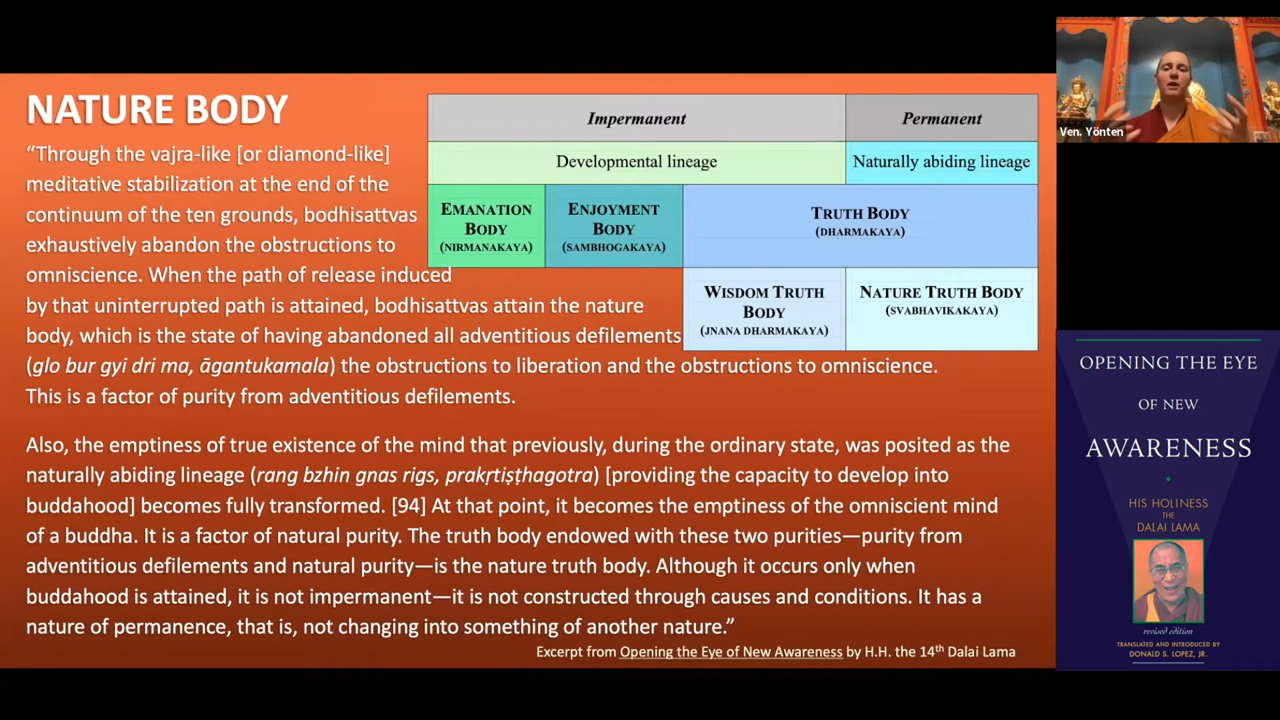 NATURE BODY
“Through the vajra-like [or diamond-like]
meditative stabilization at the end of the
continuum of the ten grounds, bodhisattvas
exhaustively abandon the obstructions to
omniscience. When the path of release induced
by that uninterrupted path is attained, bodhisattvas attain the nature
body, which is the state of having abandoned all adventitious defilements
(glo bur gyi dri ma, āgantukamala) the obstructions to liberation and the obstructions to omniscience.
This is a factor of purity from adventitious defilements.
Also, the emptiness of true existence of the mind that previously, during the ordinary state, was posited as the
naturally abiding lineage (rang bzhin gnas rigs, prakṛtiṣṭhagotra) [providing the capacity to develop into
buddahood] becomes fully transformed. [94] At that point, it becomes the emptiness of the omniscient mind
of a buddha. It is a factor of natural purity. The truth body endowed with these two purities—purity from
adventitious defilements and natural purity—is the nature truth body. Although it occurs only when
buddahood is attained, it is not impermanent—it is not constructed through causes and conditions. It has a
nature of permanence, that is, not changing into something of another nature.”
Excerpt from Opening the Eye of New Awareness by H.H. the 14th Dalai Lama
Impermanent
Permanent
Developmental lineage
Naturally abiding lineage
EMANATION
BODY
(NIRMANAKAYA)
ENJOYMENT
BODY
(SAMBHOGAKAYA)
TRUTH BODY
(DHARMAKAYA)
WISDOM TRUTH
BODY
(JNANA DHARMAKAYA)
NATURE TRUTH BODY
(SVABHAVIKAKAYA)
Ven. Yönten
OPENING THE EYE
OF NEW
AWARENESS
HIS HOLINESS
THE
DALAI LAMA
revised edition
TRANSLATED AND INTRODUCED BY
DONALD S. LOPEZ, JR.